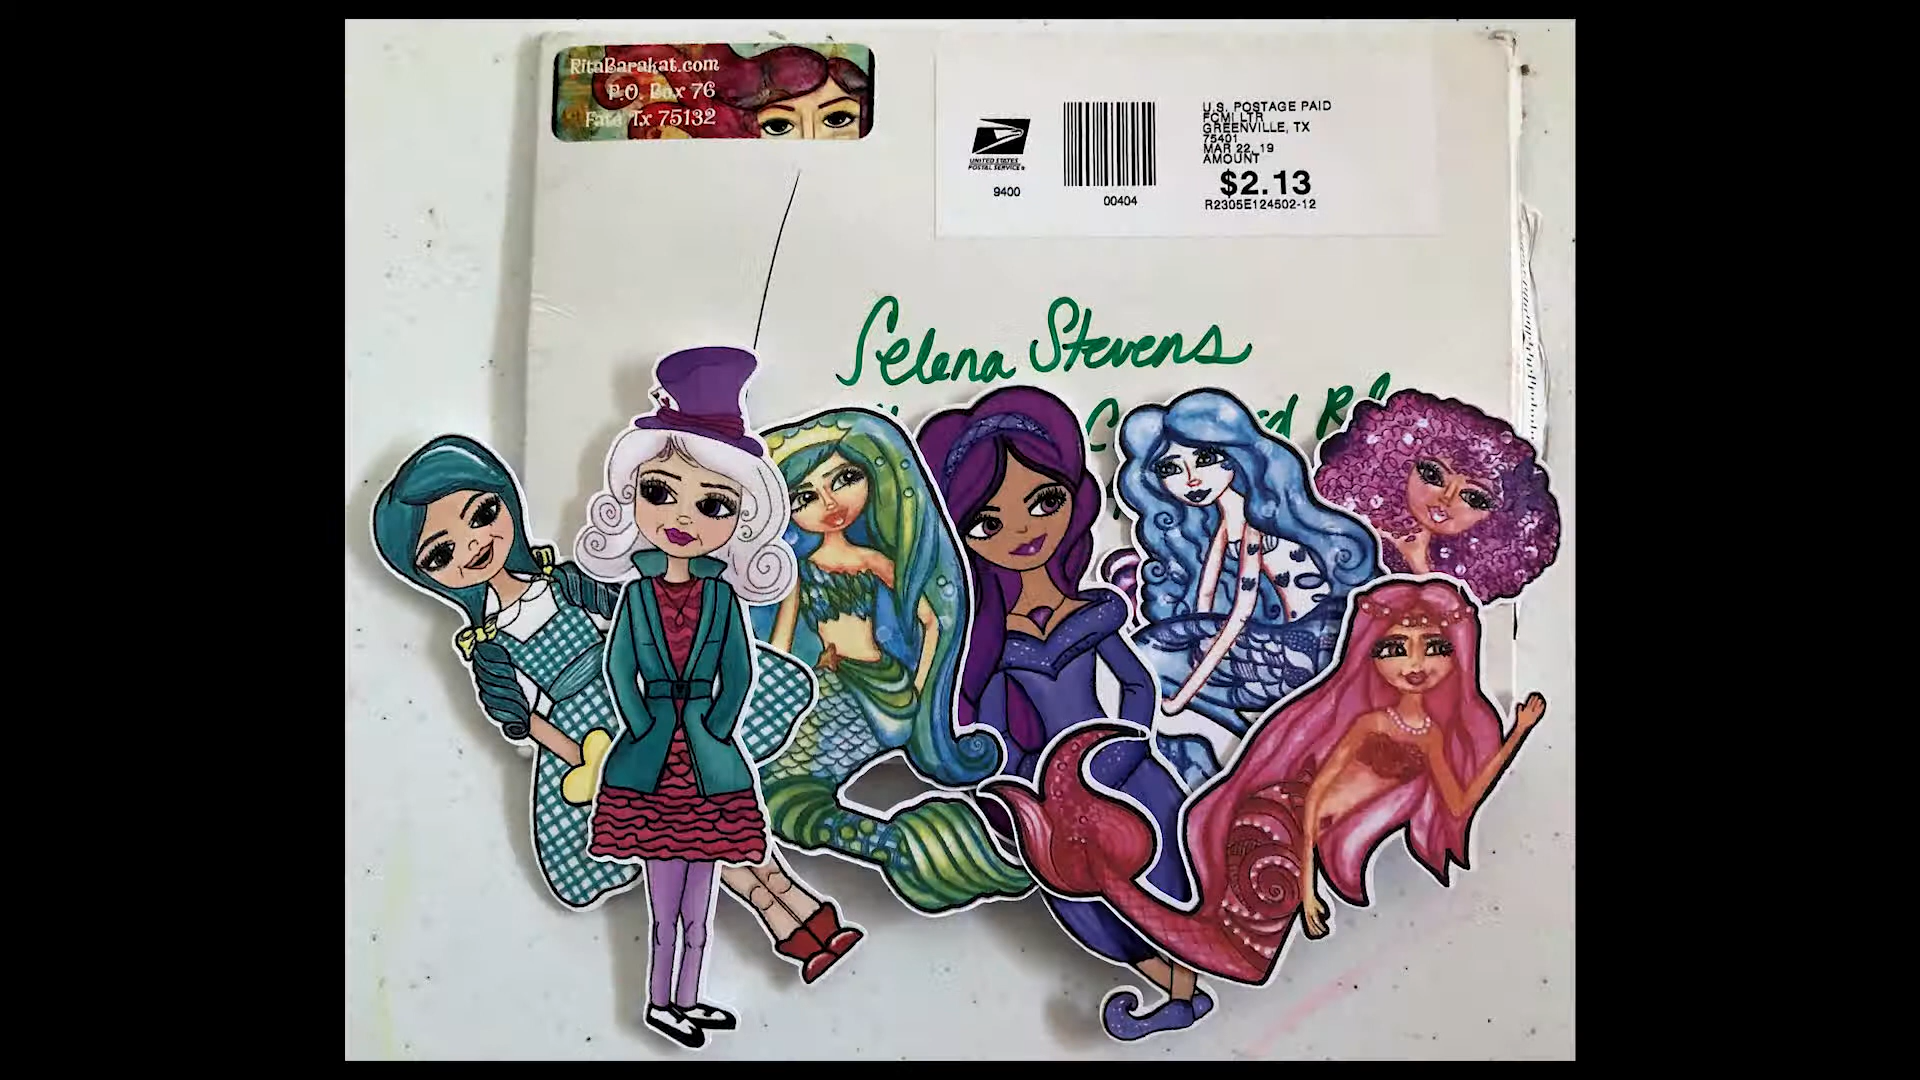 RitaBarakat.com
P.O. Box 76
Fate Tx 75132
UNITED STATES
POSTAL SERVICE®
9400
00404
U.S. POSTAGE PAID
FCMI LTR
GREENVILLE, TX
75401
MAR 22, 19
AMOUNT
$2.13
R2305E124502-12
Selena Stevens